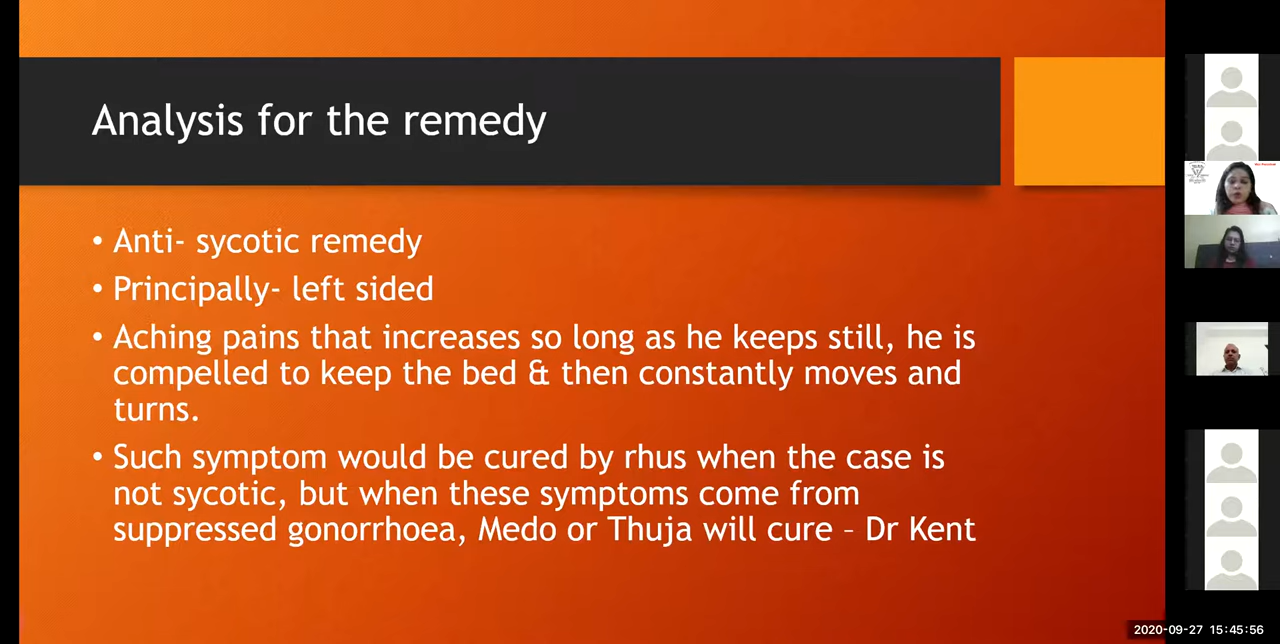 Analysis for the remedy
• Anti- sycotic remedy
• Principally- left sided
• Aching pains that increases so long as he keeps still, he is
compelled to keep the bed & then constantly moves and
turns.
• Such symptom would be cured by rhus when the case is
not sycotic, but when these symptoms come from
suppressed gonorrhoea, Medo or Thuja will cure – Dr Kent
2020-09-27 15:45:56